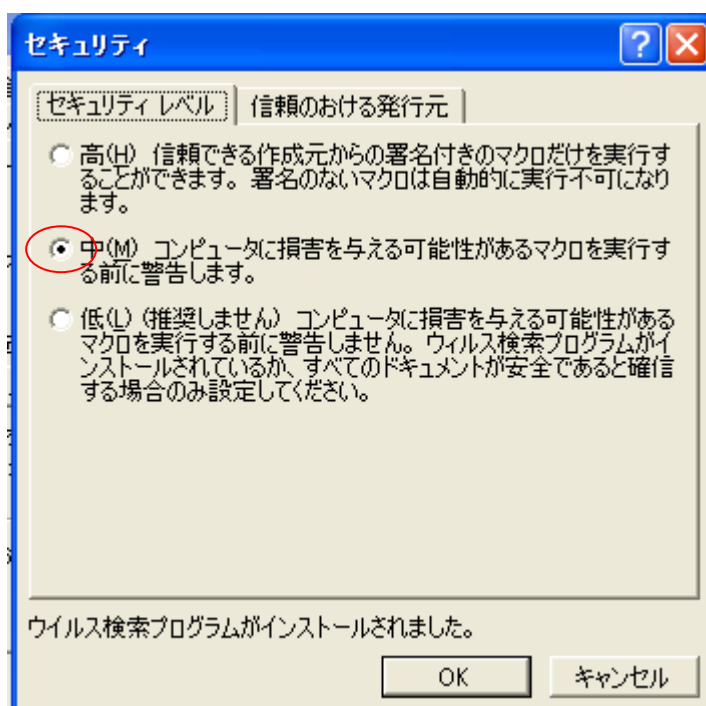 セキュリティ
セキュリティ レベル 信頼のおける発行元
高(H) 信頼できる作成元からの署名付きのマクロだけを実行す
ることができます。署名のないマクロは自動的に実行不可になり
ます。
中(M) コンピュータに損害を与える可能性があるマクロを実行す
る前に警告します。
低(L) (推奨しません) コンピュータに損害を与える可能性がある
マクロを実行する前に警告しません。ウィルス検索プログラムがイ
ンストールされているか、すべてのドキュメントが安全であると確信
する場合のみ設定してください。
ウイルス検索プログラムがインストールされました。
OK キャンセル